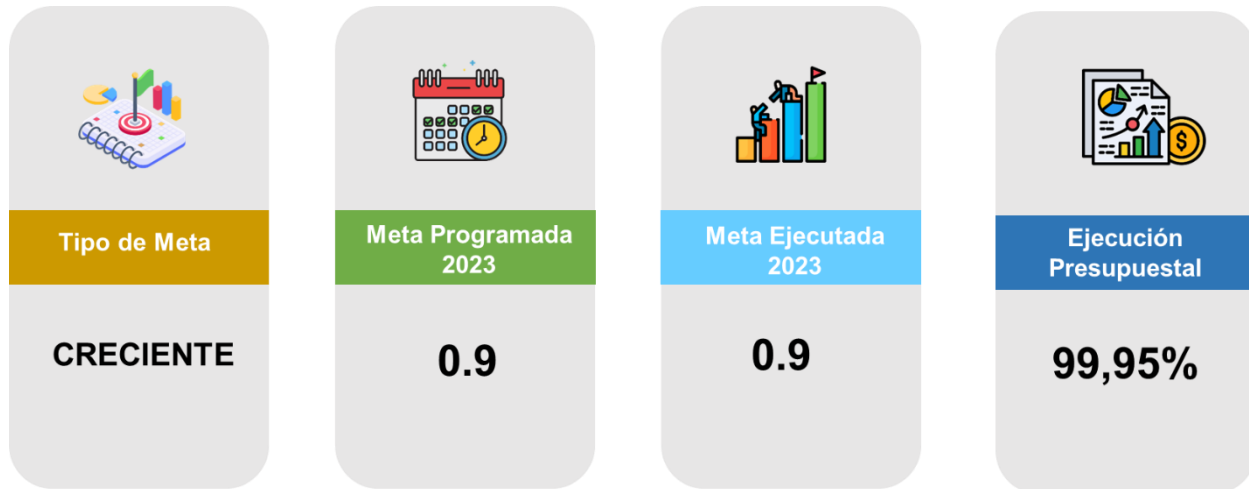 Tipo de Meta
CRECIENTE
Meta Programada
2023
0.9
Meta Ejecutada
2023
0.9
Ejecución
Presupuestal
99,95%